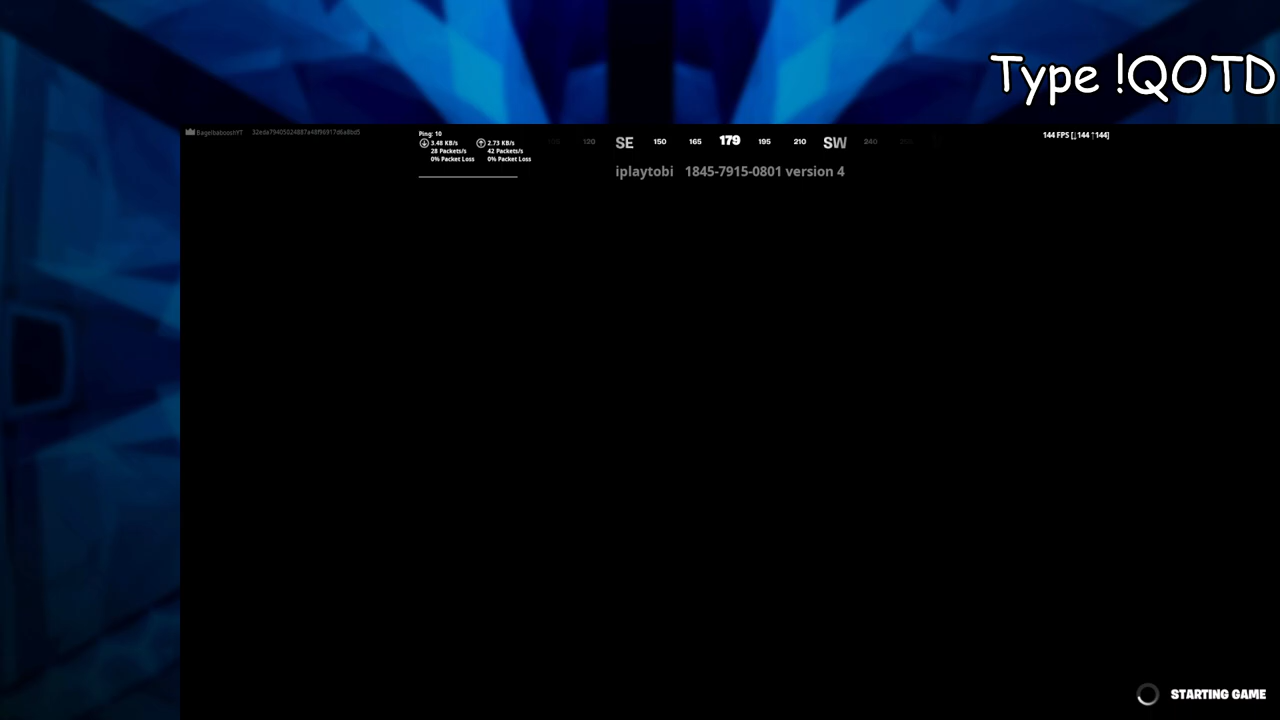 Type !QOTD
BagelbabooshYT
Ping: 10
3.48 KB/s 2.73 KB/s
28 Packets/s 42 Packets/s
0% Packet Loss 0% Packet Loss
120 SE 150 165 179 195 210 SW 240
144 FPS [↓144 ↑144]
iplaytobi 1845-7915-0801 version 4
STARTING GAME